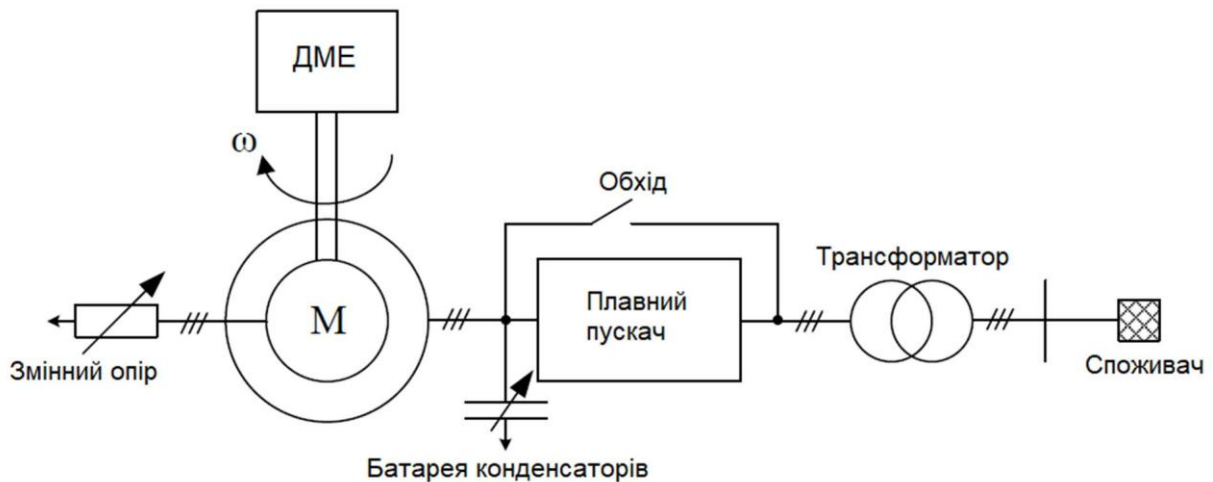 ДМЕ
ω
Обхід
Трансформатор
Плавний
пускач
М
Змінний опір
Споживач
Батарея конденсаторів